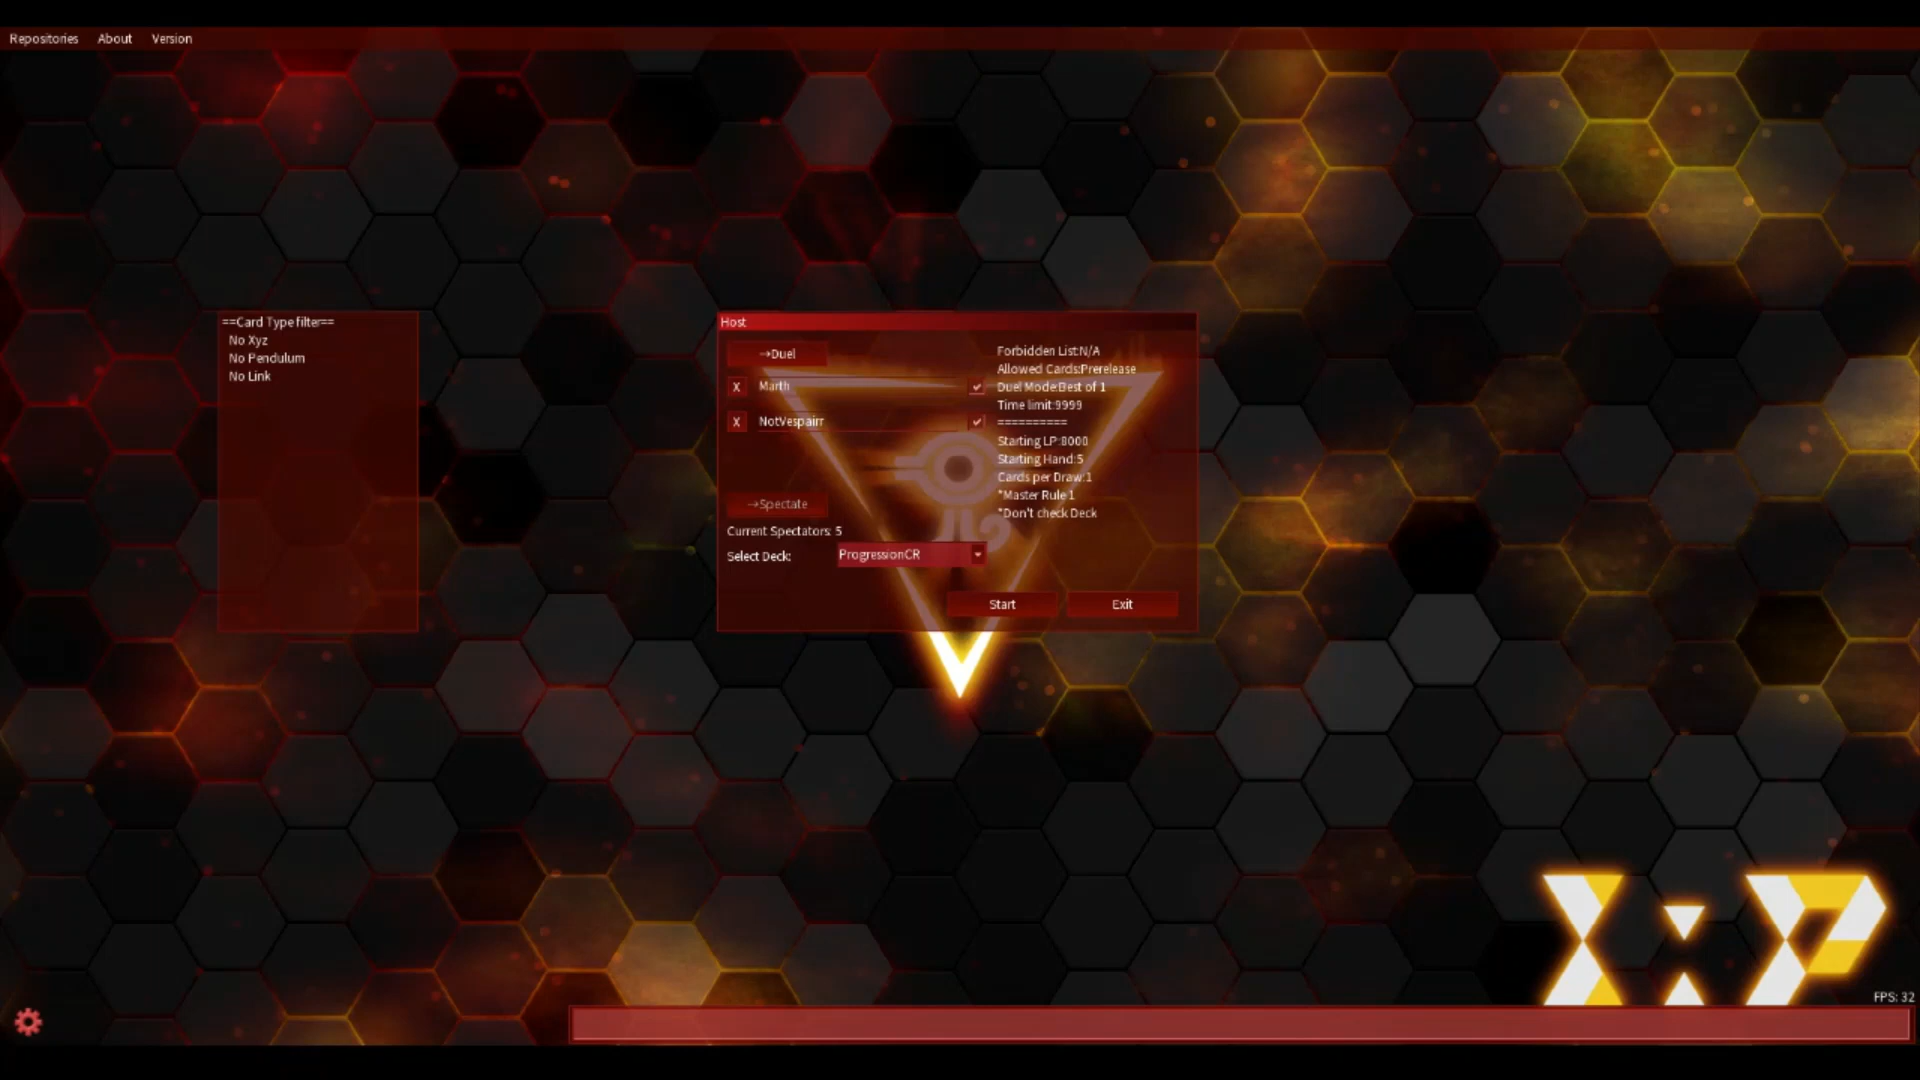 Repositories About Version
==Card Type filter==
No Xyz
No Pendulum
No Link
Host
→Duel
X Marth
X NotVespairr
→Spectate
Current Spectators: 5
Select Deck: ProgressionCR
Forbidden List:N/A
Allowed Cards:Prerelease
Duel Mode:Best of 1
Time limit:9999
==========
Starting LP:8000
Starting Hand:5
Cards per Draw:1
*Master Rule 1
*Don't check Deck
Start Exit
X:P
FPS: 32